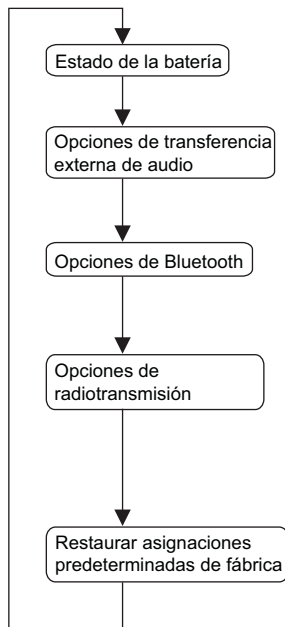 Estado de la batería
Opciones de transferencia
externa de audio
Opciones de Bluetooth
Opciones de
radiotransmisión
Restaurar asignaciones
predeterminadas de fábrica